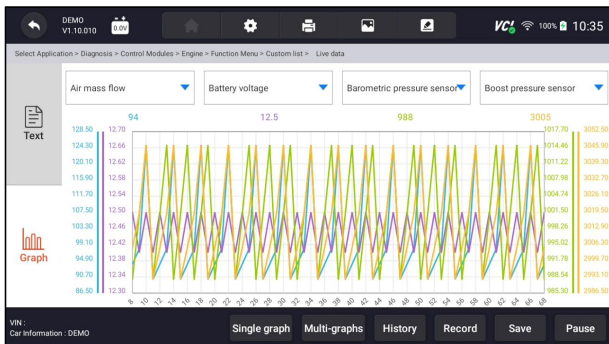 DEMO
V1.10.010
0.0V
VCI
100%
10:35
Select Application > Diagnosis > Control Modules > Engine > Function Menu > Custom list > Live data
Text
Graph
Air mass flow
Battery voltage
Barometric pressure sensor
Boost pressure sensor
94 12.5 988 3005
128.50 12.70 1017.70 3052.50
124.30 12.66 1014.46 3045.90
120.10 12.62 1011.22 3039.30
115.90 12.58 1007.98 3032.70
111.70 12.54 1004.74 3026.10
107.50 12.50 1001.50 3019.50
103.30 12.46 998.26 3012.90
99.10 12.42 995.02 3006.30
94.90 12.38 991.78 2999.70
90.70 12.34 988.54 2993.10
86.50 12.30 985.30 2986.50
8 10 12 14 16 18 20 22 24 26 28 30 32 34 36 38 40 42 44 46 48 50 52 54 56 58 60 62 64 66 68
VIN :
Car Information : DEMO
Single graph
Multi-graphs
History
Record
Save
Pause